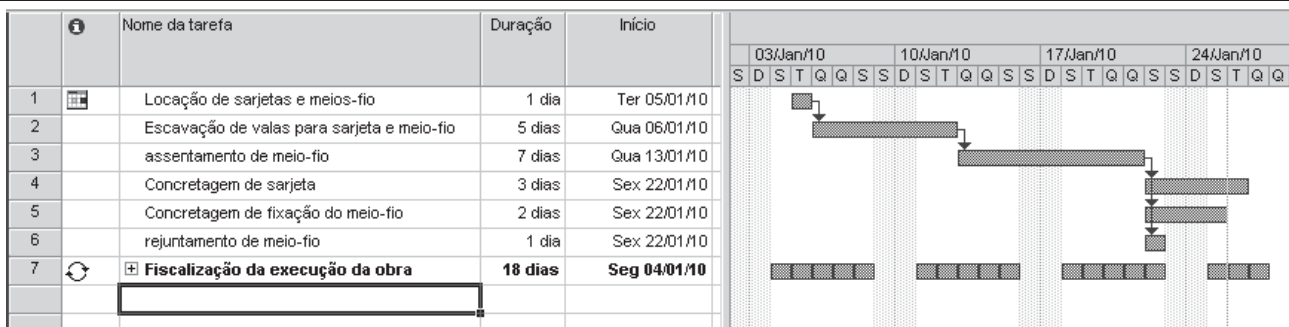 Nome da tarefa Duração Início
03/Jan/10 10/Jan/10 17/Jan/10 24/Jan/10
S D S T Q Q S S D S T Q Q S S D S T Q Q S S D S T Q Q
1 Locação de sarjetas e meios-fio 1 dia Ter 05/01/10
2 Escavação de valas para sarjeta e meio-fio 5 dias Qua 06/01/10
3 assentamento de meio-fio 7 dias Qua 13/01/10
4 Concretagem de sarjeta 3 dias Sex 22/01/10
5 Concretagem de fixação do meio-fio 2 dias Sex 22/01/10
6 rejuntamento de meio-fio 1 dia Sex 22/01/10
7 Fiscalização da execução da obra 18 dias Seg 04/01/10